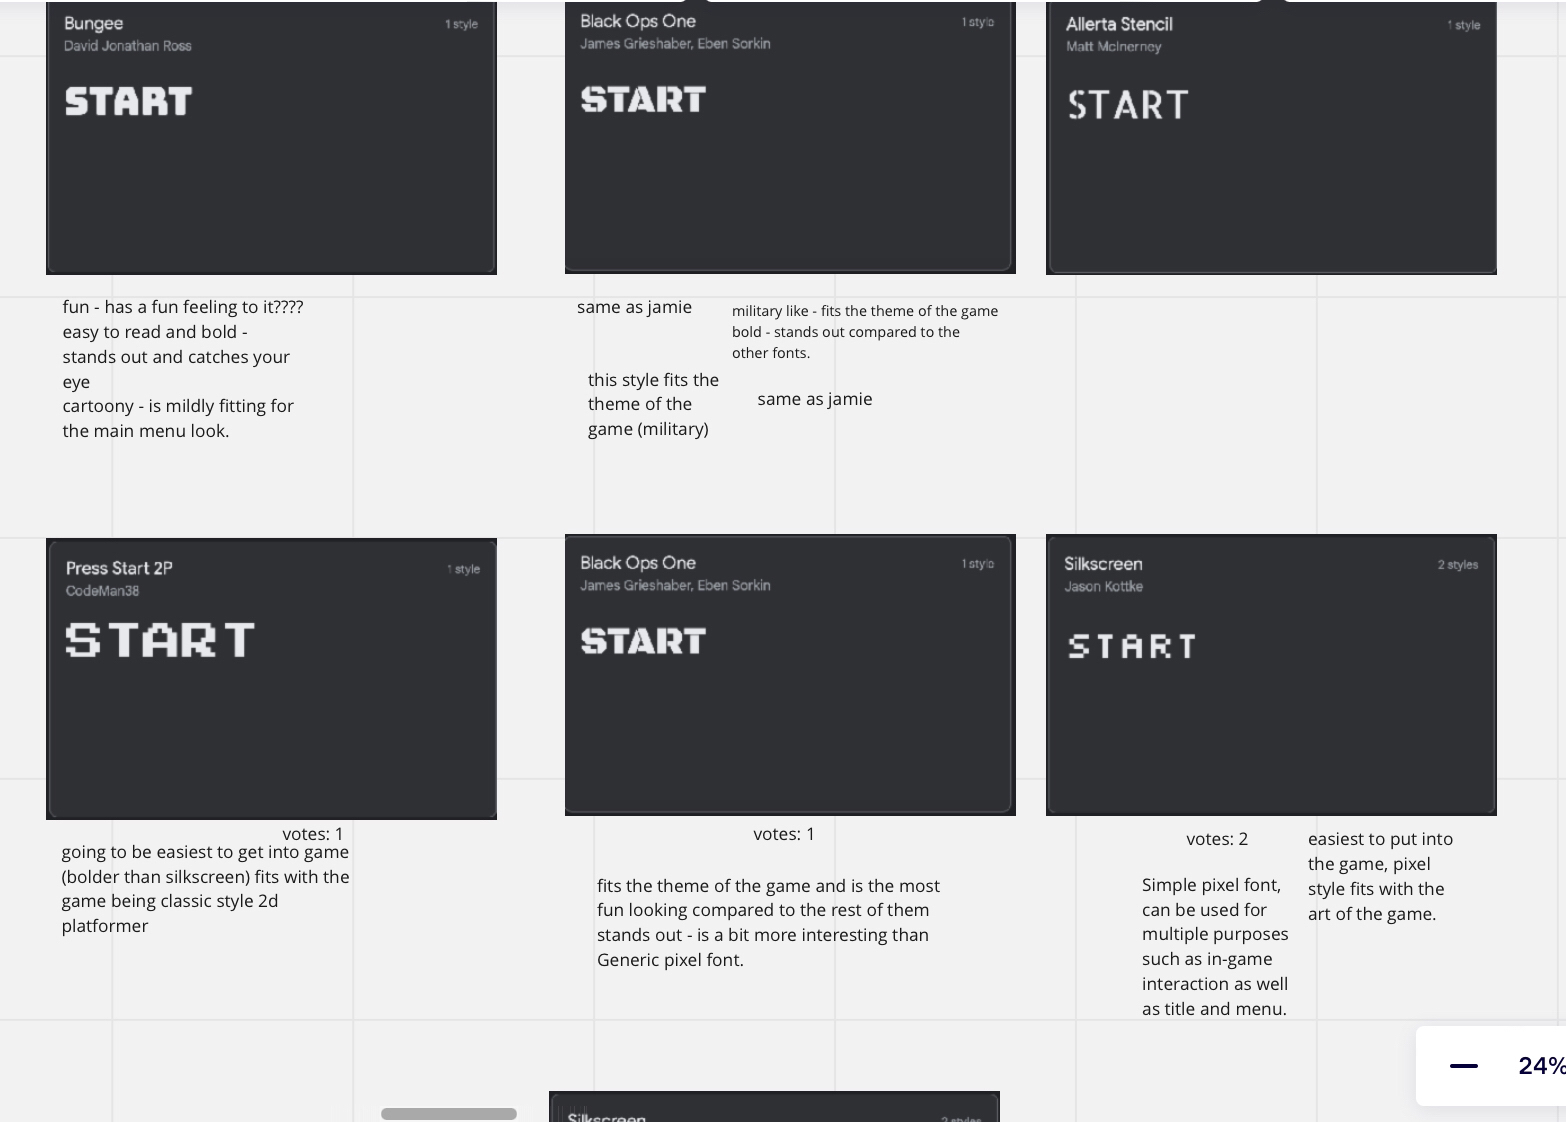 Bungee
1 style
David Jonathan Ross
START
Black Ops One
1 style
James Grieshaber, Eben Sorkin
START
Allerta Stencil
1 style
Matt McInerney
START
fun - has a fun feeling to it????
easy to read and bold -
stands out and catches your
eye
cartoony - is mildly fitting for
the main menu look.
same as jamie
military like - fits the theme of the game
bold - stands out compared to the
other fonts.
this style fits the
theme of the
game (military)
same as jamie
Press Start 2P
1 style
CodeMan38
START
Black Ops One
1 style
James Grieshaber, Eben Sorkin
START
Silkscreen
2 styles
Jason Kottke
START
votes: 1
going to be easiest to get into game
(bolder than silkscreen) fits with the
game being classic style 2d
platformer
votes: 1
fits the theme of the game and is the most
fun looking compared to the rest of them
stands out - is a bit more interesting than
Generic pixel font.
votes: 2
Simple pixel font,
can be used for
multiple purposes
such as in-game
interaction as well
as title and menu.
easiest to put into
the game, pixel
style fits with the
art of the game.
24%
Silkscreen
2 styles